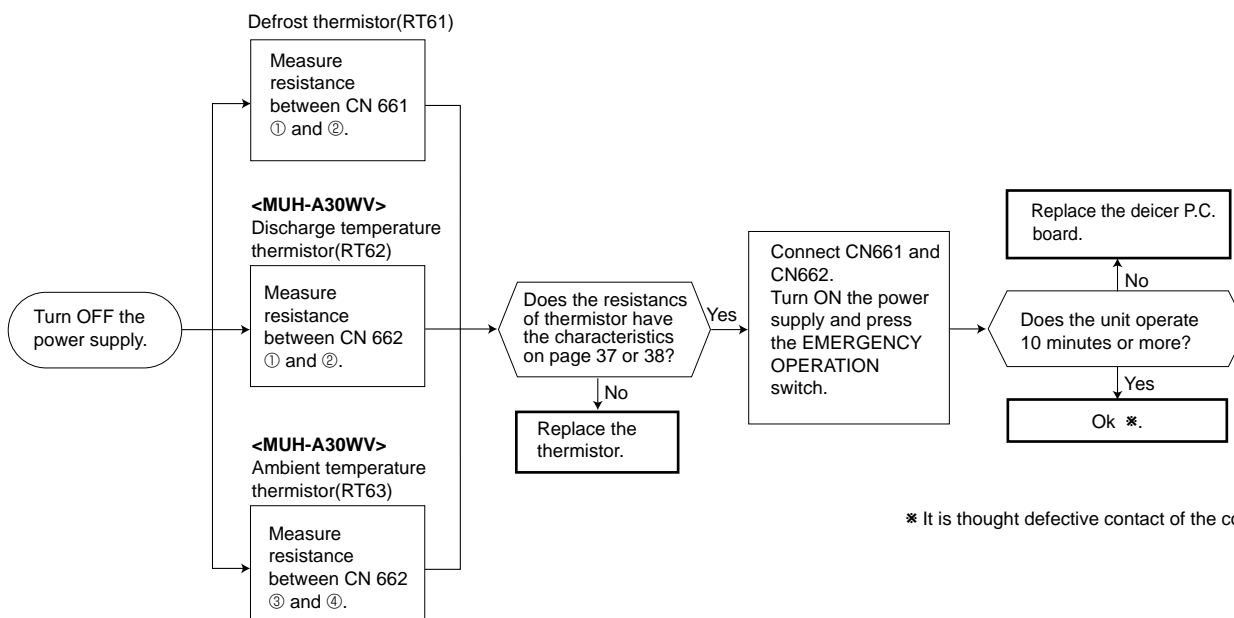 Defrost thermistor(RT61)
Measure
resistance
between CN 661
① and ②.
<MUH-A30WV>
Discharge temperature
thermistor(RT62)
Measure
resistance
between CN 662
① and ②.
<MUH-A30WV>
Ambient temperature
thermistor(RT63)
Measure
resistance
between CN 662
③ and ④.
Turn OFF the
power supply.
Does the resistancs
of thermistor have
the characteristics
on page 37 or 38?
Yes
No
Replace the
thermistor.
Connect CN661 and
CN662.
Turn ON the power
supply and press
the EMERGENCY
OPERATION
switch.
Replace the deicer P.C.
board.
No
Does the unit operate
10 minutes or more?
Yes
Ok ※.
※ It is thought defective contact of the